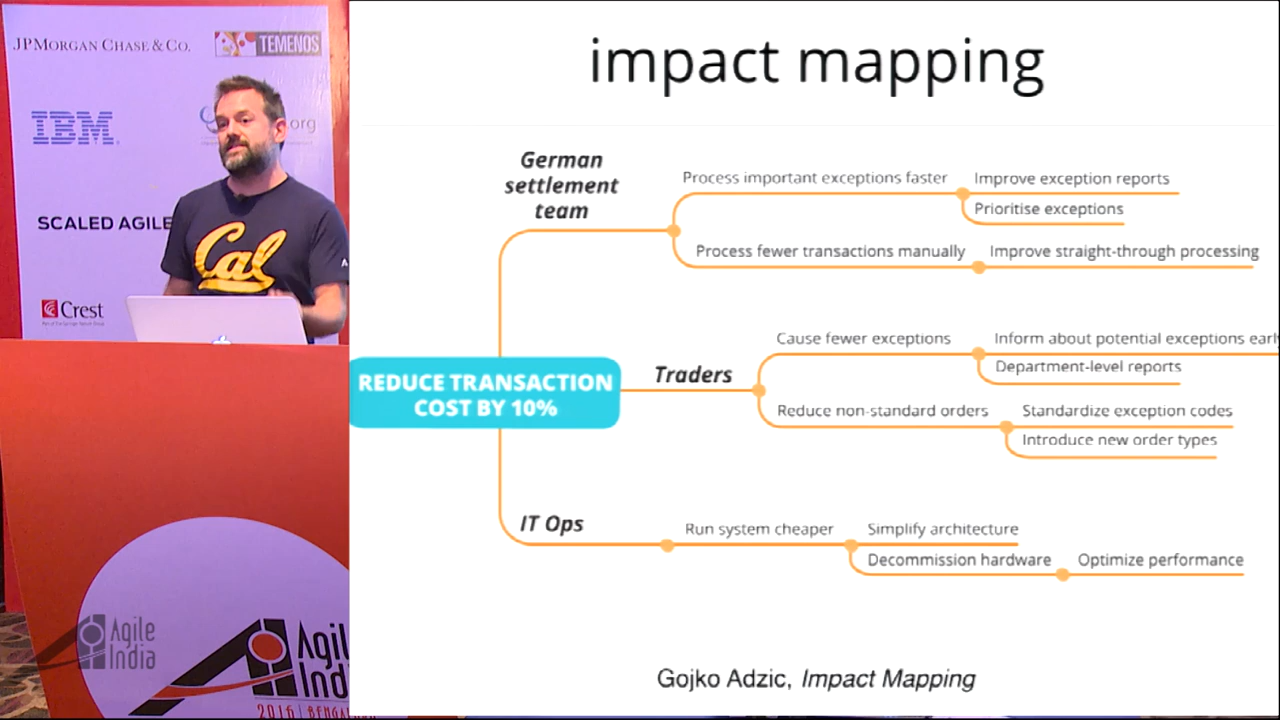 JPMORGAN CHASE & CO.
TEMENOS
IBM
org
SCALED AGILE
Crest
Cal
Agile
India
2016
impact mapping
German
settlement
team
Process important exceptions faster
Improve exception reports
Prioritise exceptions
Process fewer transactions manually
Improve straight-through processing
REDUCE TRANSACTION
COST BY 10%
Traders
Cause fewer exceptions
Inform about potential exceptions early
Department-level reports
Reduce non-standard orders
Standardize exception codes
Introduce new order types
IT Ops
Run system cheaper
Simplify architecture
Decommission hardware
Optimize performance
Gojko Adzic, Impact Mapping